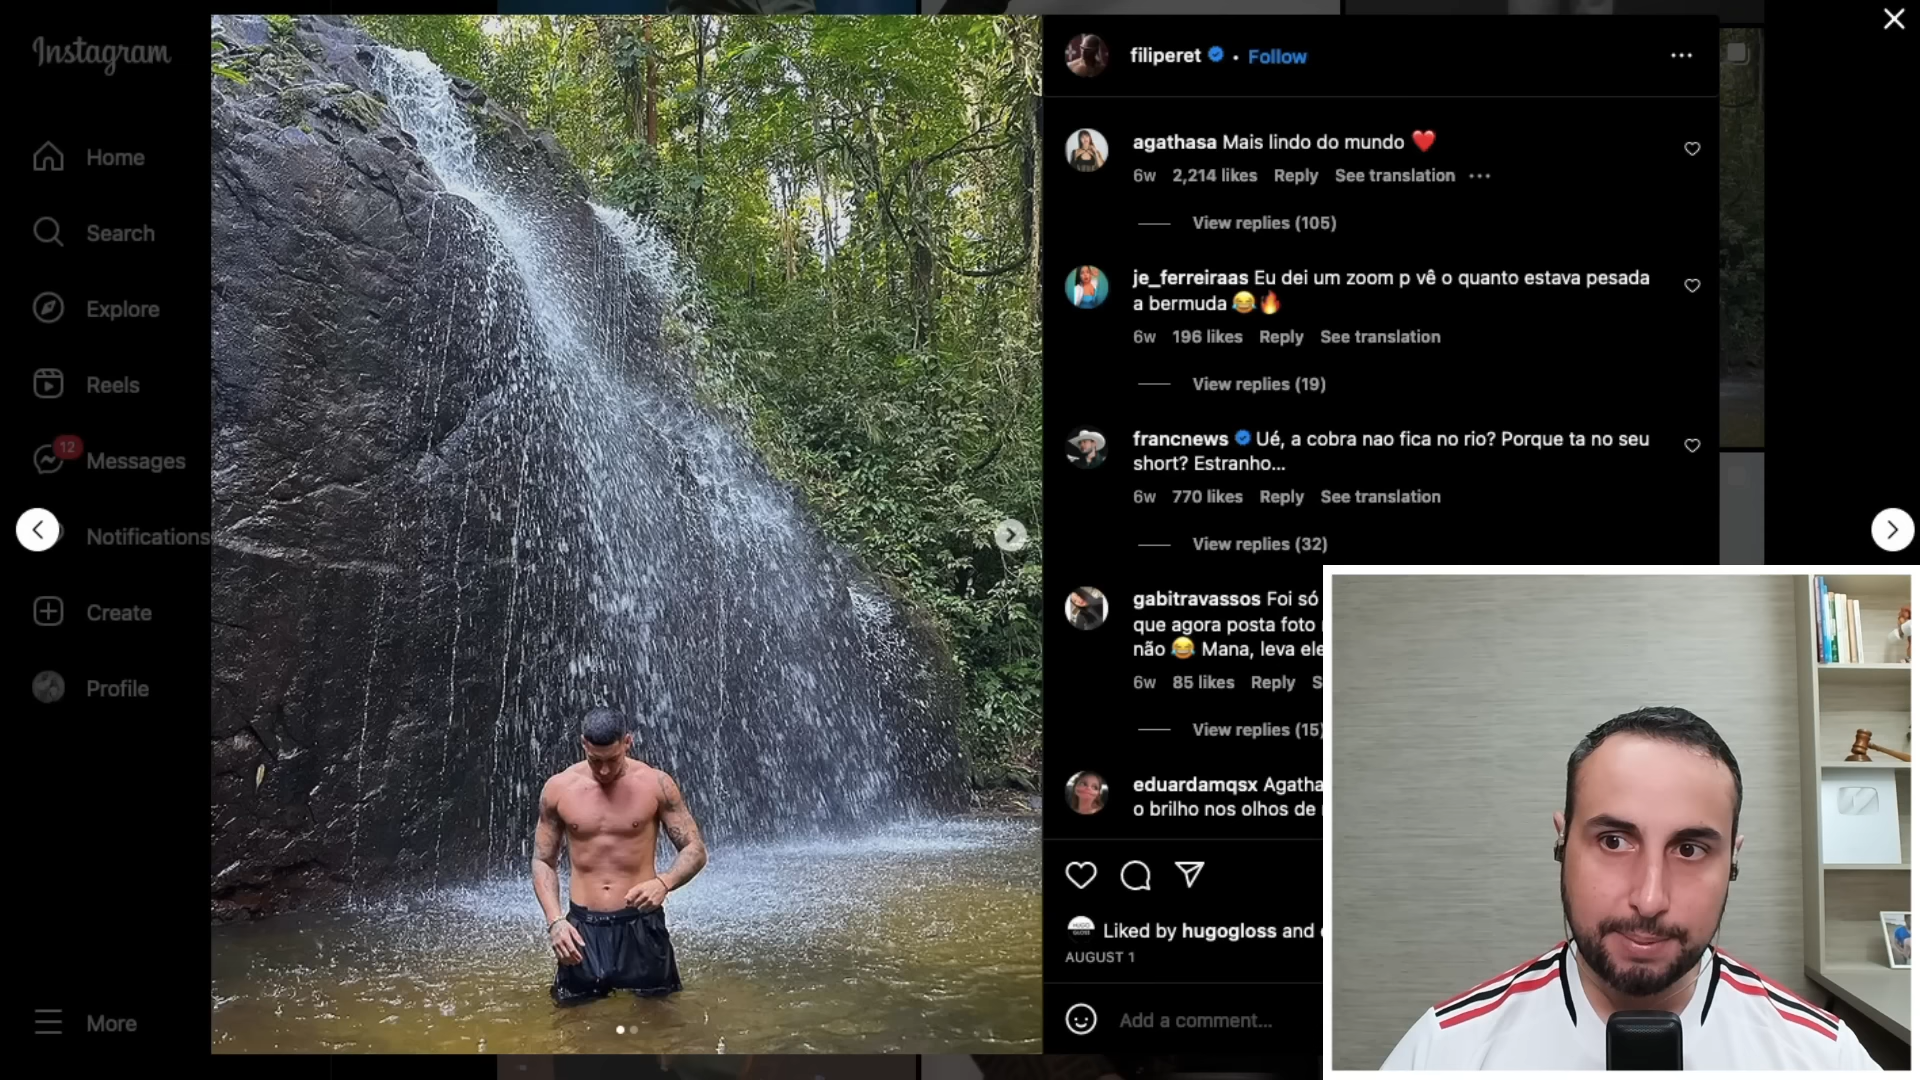 Instagram
Home
Search
Explore
Reels
12
Messages
Notifications
Create
Profile
More
filiperet • Follow
agathasa Mais lindo do mundo ❤️
6w 2,214 likes Reply See translation
View replies (105)
je_ferreiraas Eu dei um zoom p vê o quanto estava pesada
a bermuda 😂🔥
6w 196 likes Reply See translation
View replies (19)
francnews Ué, a cobra nao fica no rio? Porque ta no seu
short? Estranho...
6w 770 likes Reply See translation
View replies (32)
gabitravassos Foi só
que agora posta foto
não 😂 Mana, leva ele
6w 85 likes Reply S
View replies (15)
eduardamqsx Agatha
o brilho nos olhos de
Liked by hugogloss and
AUGUST 1
Add a comment...